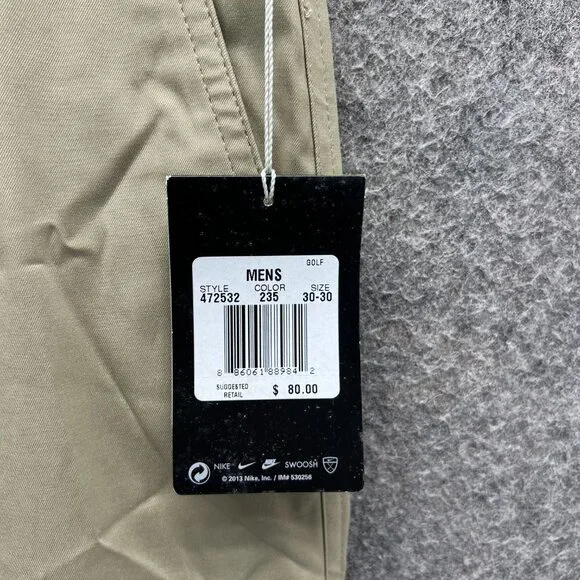 GOLF
MENS
STYLE COLOR SIZE
472532 235 30-30
8 86061 88984 2
SUGGESTED
RETAIL $ 80.00
NIKE SWOOSH
© 2013 Nike, Inc. / IM# 530256